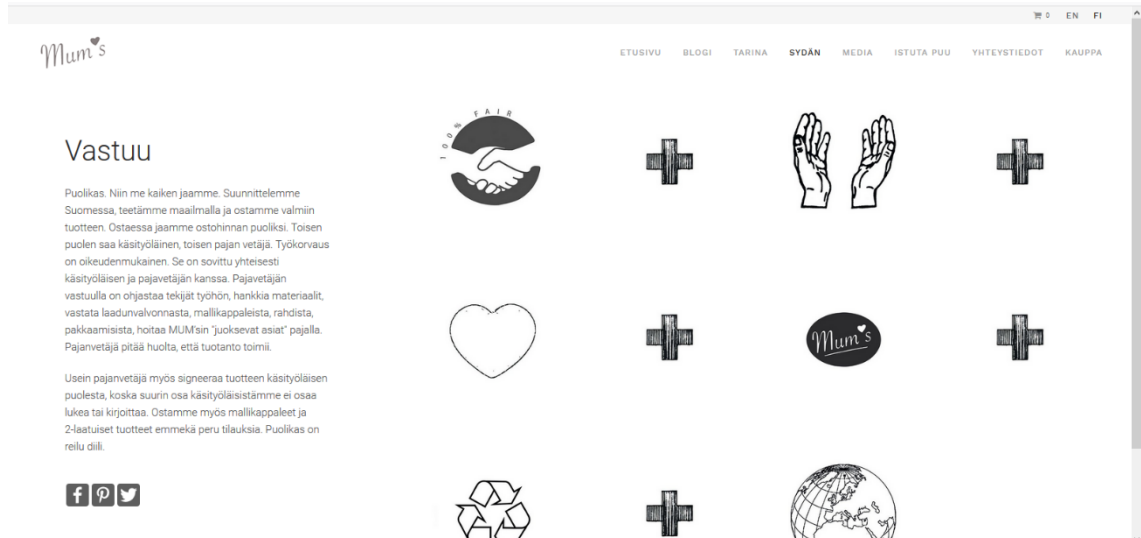 0 EN FI
Mum's
ETUSIVU BLOGI TARINA SYDÄN MEDIA ISTUTA PUU YHTEYSTIEDOT KAUPPA
Vastuu
Puolikas. Niin me kaiken jaamme. Suunnittelemme
Suomessa, teetämme maailmalla ja ostamme valmiin
tuotteen. Ostaessa jaamme ostohinnan puoliksi. Toisen
puolen saa käsityöläinen, toisen pajan vetäjä. Työkorvaus
on oikeudenmukainen. Se on sovittu yhteisesti
käsityöläisen ja pajavetäjän kanssa. Pajavetäjän
vastuulla on ohjastaa tekijät työhön, hankkia materiaalit,
vastata laadunvalvonnasta, mallikappaleista, rahdista,
pakkaamisista, hoitaa MUM'sin "juoksevat asiat" pajalla.
Pajanvetäjä pitää huolta, että tuotanto toimii.
Usein pajanvetäjä myös signeeraa tuotteen käsityöläisen
puolesta, koska suurin osa käsityöläisistämme ei osaa
lukea tai kirjoittaa. Ostamme myös mallikappaleet ja
2-laatuiset tuotteet emmekä peru tilauksia. Puolikas on
reilu diili.
100% FAIR
Mum's